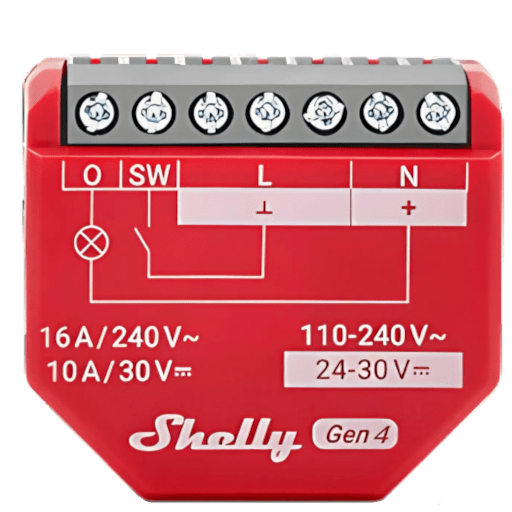 O SW L N
⊥ +
16A/240V~ 110-240V~
10A/30V⎓ 24-30V⎓
Shelly Gen 4